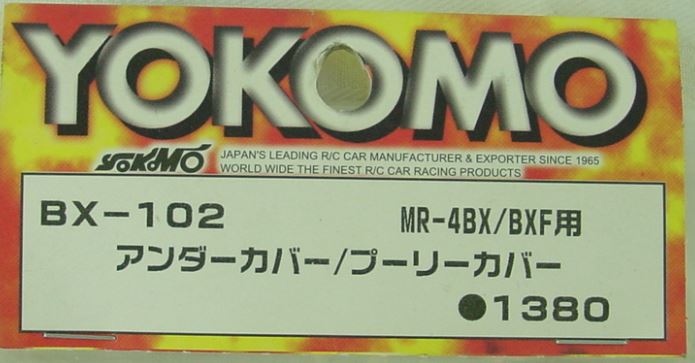 YOKOMO
YOKOMO JAPAN'S LEADING R/C CAR MANUFACTURER & EXPORTER SINCE 1965
WORLD WIDE THE FINEST R/C CAR RACING PRODUCTS
BX-102 MR-4BX/BXF用
アンダーカバー/プーリーカバー
●1380